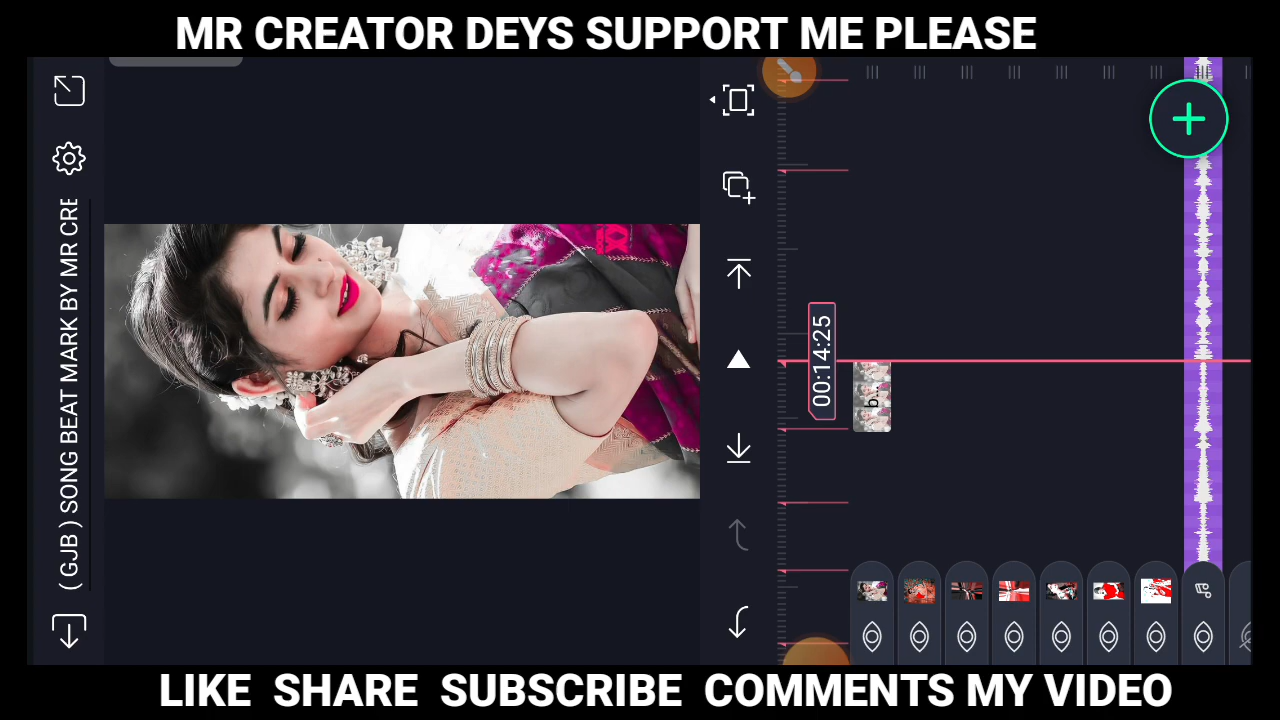 MR CREATOR DEYS SUPPORT ME PLEASE
( GJB ) SONG BEAT MARK BY MR CRE
00:14:25
b...
LIKE SHARE SUBSCRIBE COMMENTS MY VIDEO